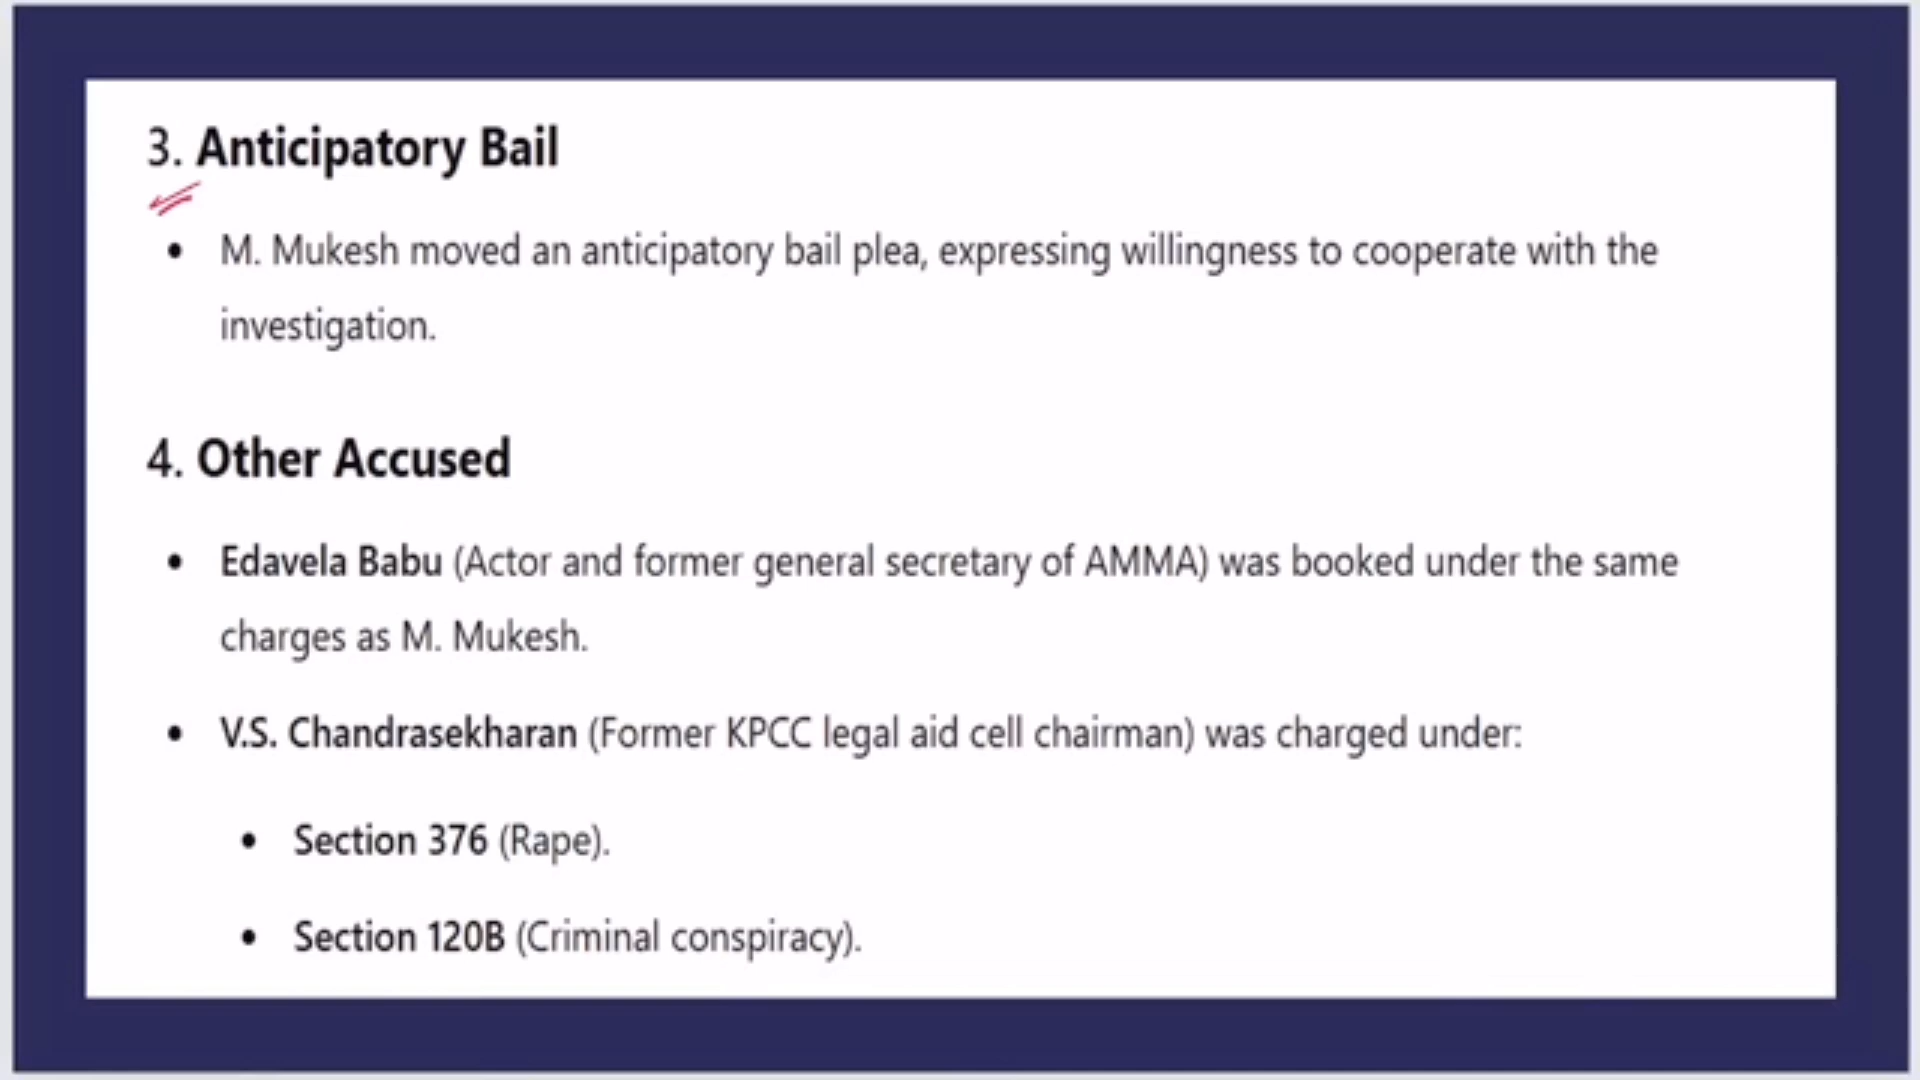 3. Anticipatory Bail
• M. Mukesh moved an anticipatory bail plea, expressing willingness to cooperate with the
investigation.
4. Other Accused
• Edavela Babu (Actor and former general secretary of AMMA) was booked under the same
charges as M. Mukesh.
• V.S. Chandrasekharan (Former KPCC legal aid cell chairman) was charged under:
• Section 376 (Rape).
• Section 120B (Criminal conspiracy).